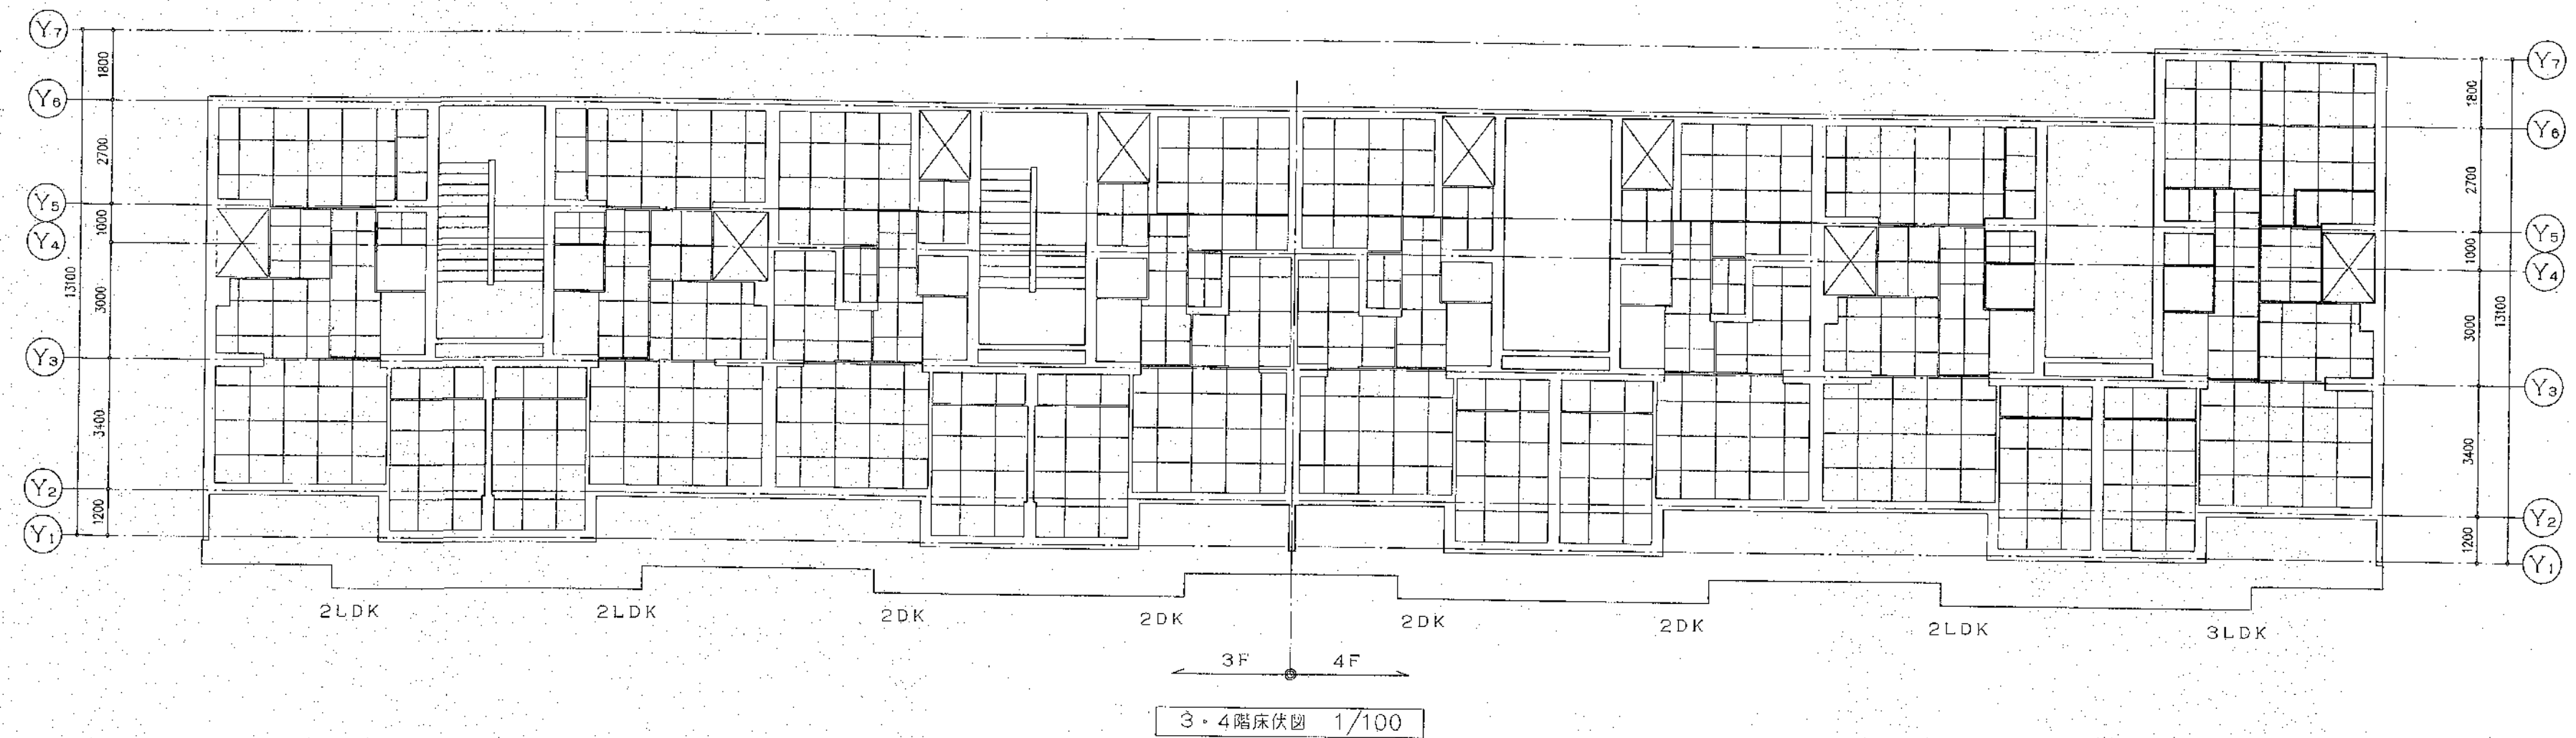 Y7
Y6
Y5
Y4
Y3
Y2
Y1
1800
2700
1000
3000
3400
1200
13100
Y7
Y6
Y5
Y4
Y3
Y2
Y1
1800
2700
1000
3000
3400
1200
13100
2LDK 2LDK 2DK 2DK 2DK 2DK 2LDK 3LDK
3F 4F
3・4階床伏図 1/100